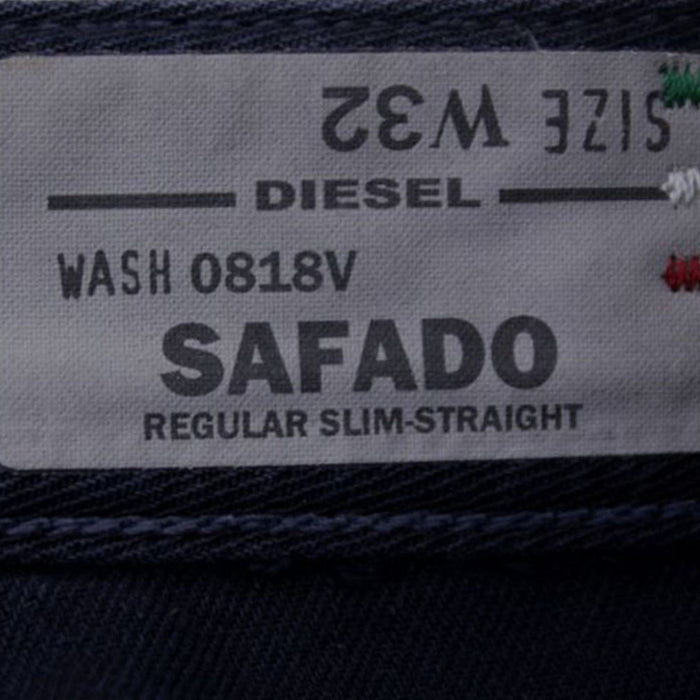 SIZE W32
DIESEL
WASH 0818V
SAFADO
REGULAR SLIM-STRAIGHT